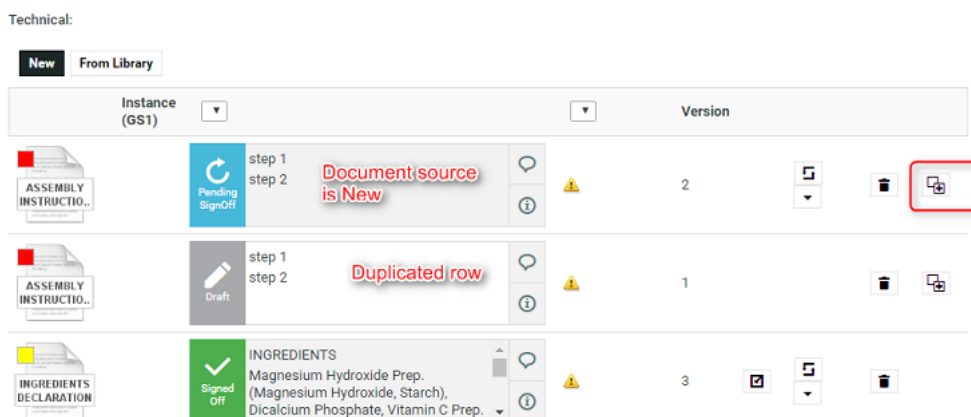 Technical:
New
From Library
Instance
(GS1)
Version
ASSEMBLY
INSTRUCTIO..
Pending
SignOff
step 1
step 2
Document source
is New
2
ASSEMBLY
INSTRUCTIO..
Draft
step 1
step 2
Duplicated row
1
INGREDIENTS
DECLARATION
Signed
Off
INGREDIENTS
Magnesium Hydroxide Prep.
(Magnesium Hydroxide, Starch),
Dicalcium Phosphate, Vitamin C Prep.
3